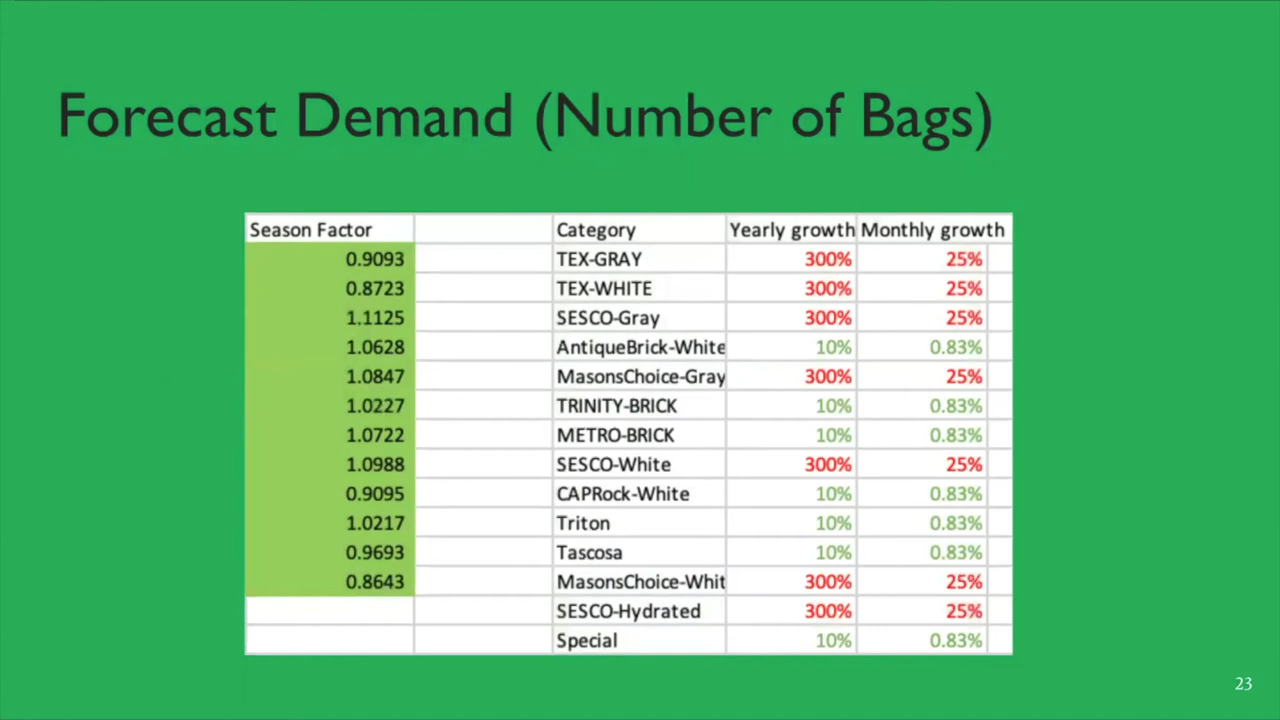 Forecast Demand (Number of Bags)
Season Factor Category Yearly growth Monthly growth
0.9093 TEX-GRAY 300% 25%
0.8723 TEX-WHITE 300% 25%
1.1125 SESCO-Gray 300% 25%
1.0628 AntiqueBrick-White 10% 0.83%
1.0847 MasonsChoice-Gray 300% 25%
1.0227 TRINITY-BRICK 10% 0.83%
1.0722 METRO-BRICK 10% 0.83%
1.0988 SESCO-White 300% 25%
0.9095 CAPRock-White 10% 0.83%
1.0217 Triton 10% 0.83%
0.9693 Tascosa 10% 0.83%
0.8643 MasonsChoice-Whit 300% 25%
SESCO-Hydrated 300% 25%
Special 10% 0.83%
23